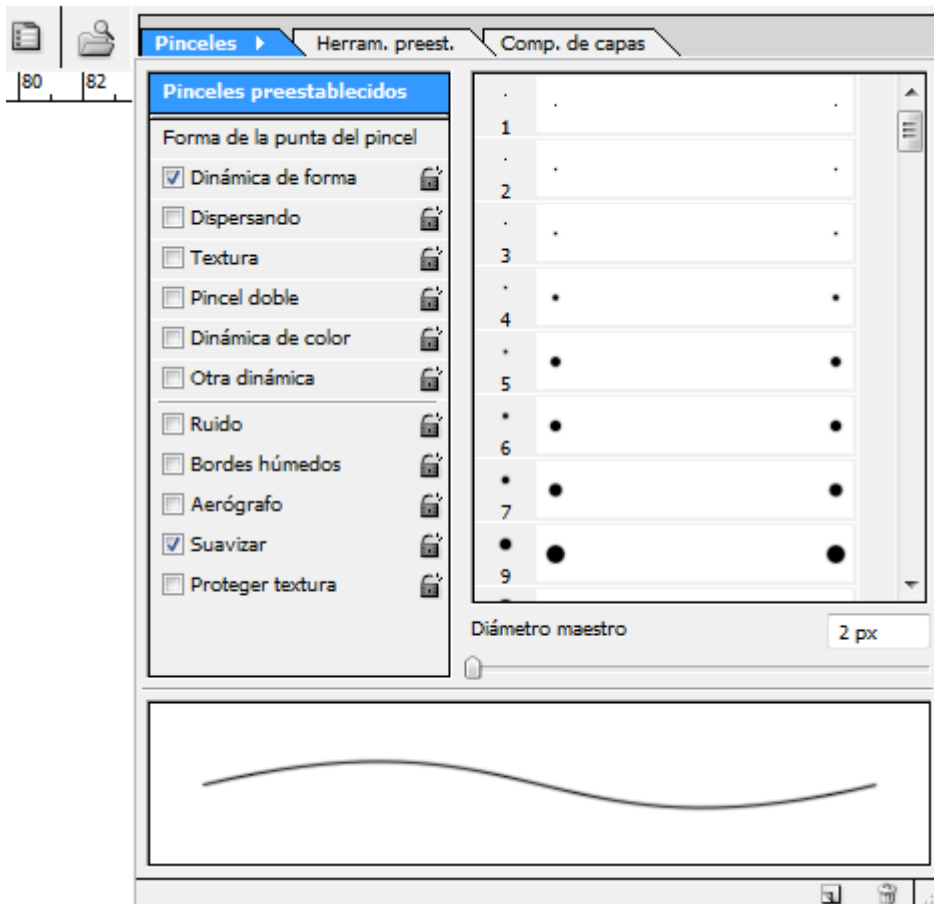 Pinceles Herram. preest. Comp. de capas
80 82
Pinceles preestablecidos
Forma de la punta del pincel
Dinámica de forma
Dispersando
Textura
Pincel doble
Dinámica de color
Otra dinámica
Ruido
Bordes húmedos
Aerógrafo
Suavizar
Proteger textura
1
2
3
4
5
6
7
9
Diámetro maestro 2 px